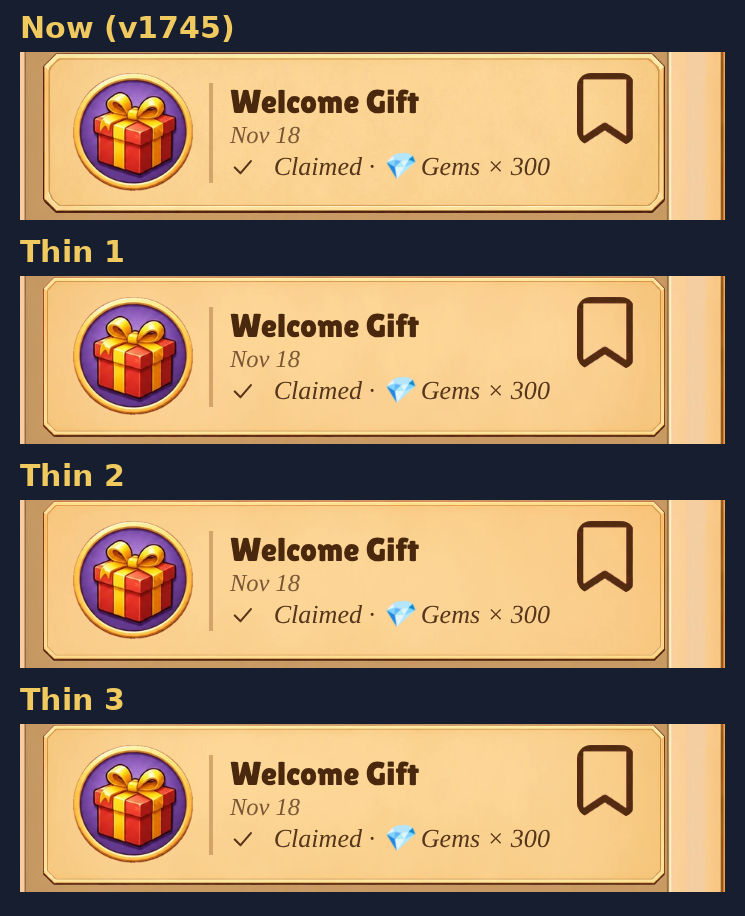 Now (v1745)
Welcome Gift
Nov 18
✓ Claimed · 💎 Gems × 300
Thin 1
Welcome Gift
Nov 18
✓ Claimed · 💎 Gems × 300
Thin 2
Welcome Gift
Nov 18
✓ Claimed · 💎 Gems × 300
Thin 3
Welcome Gift
Nov 18
✓ Claimed · 💎 Gems × 300